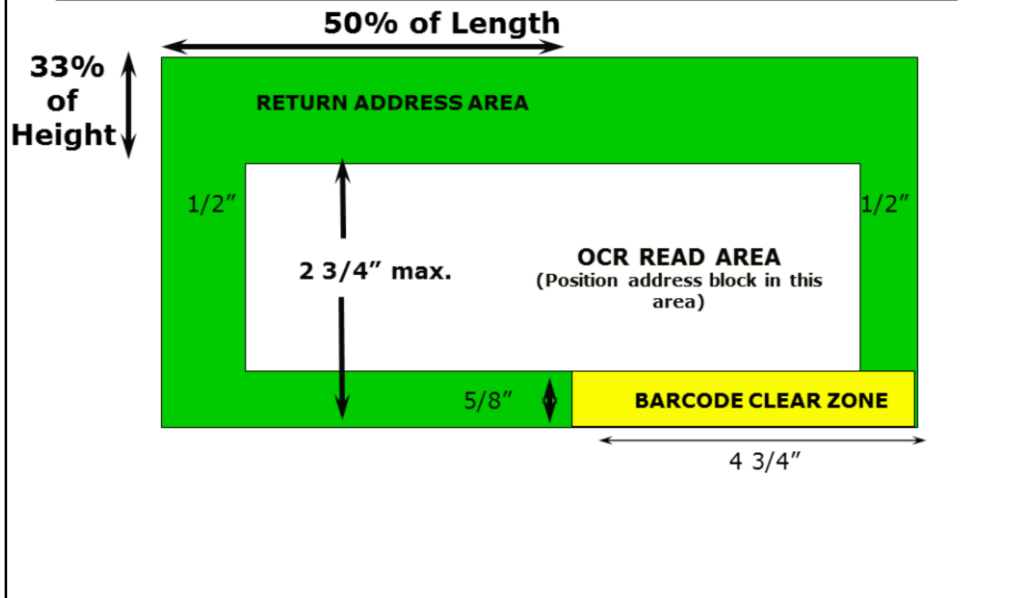 50% of Length
33%
of
Height
RETURN ADDRESS AREA
1/2”
1/2”
2 3/4” max.
OCR READ AREA
(Position address block in this
area)
5/8”
BARCODE CLEAR ZONE
4 3/4”